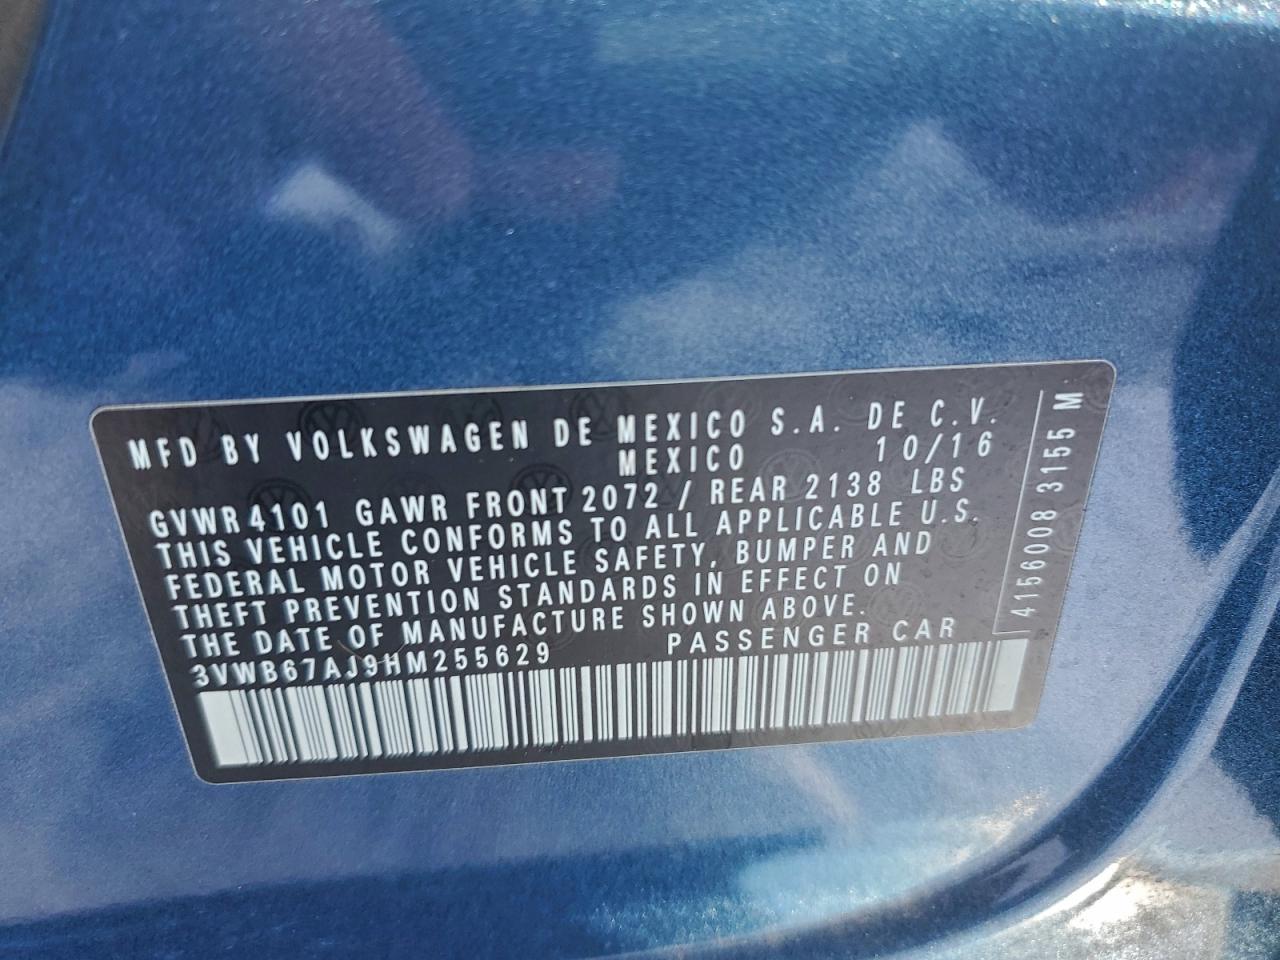 MFD BY VOLKSWAGEN DE MEXICO S.A. DE C.V.
MEXICO 10/16
GVWR 4101 GAWR FRONT 2072 / REAR 2138 LBS
THIS VEHICLE CONFORMS TO ALL APPLICABLE U.S.
FEDERAL MOTOR VEHICLE SAFETY, BUMPER AND
THEFT PREVENTION STANDARDS IN EFFECT ON
THE DATE OF MANUFACTURE SHOWN ABOVE.
3VWB67AJ9HM255629 PASSENGER CAR
4156008 3155 M